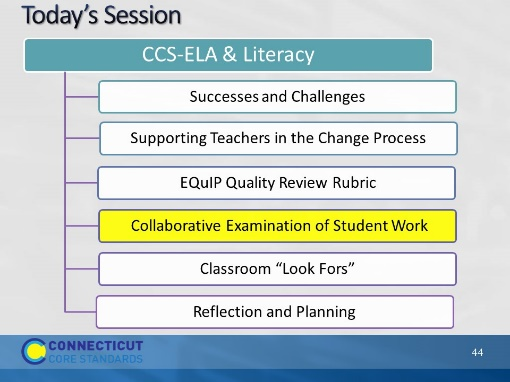 Today's Session
CCS-ELA & Literacy
Successes and Challenges
Supporting Teachers in the Change Process
EQuIP Quality Review Rubric
Collaborative Examination of Student Work
Classroom “Look Fors”
Reflection and Planning
CONNECTICUT
CORE STANDARDS
44